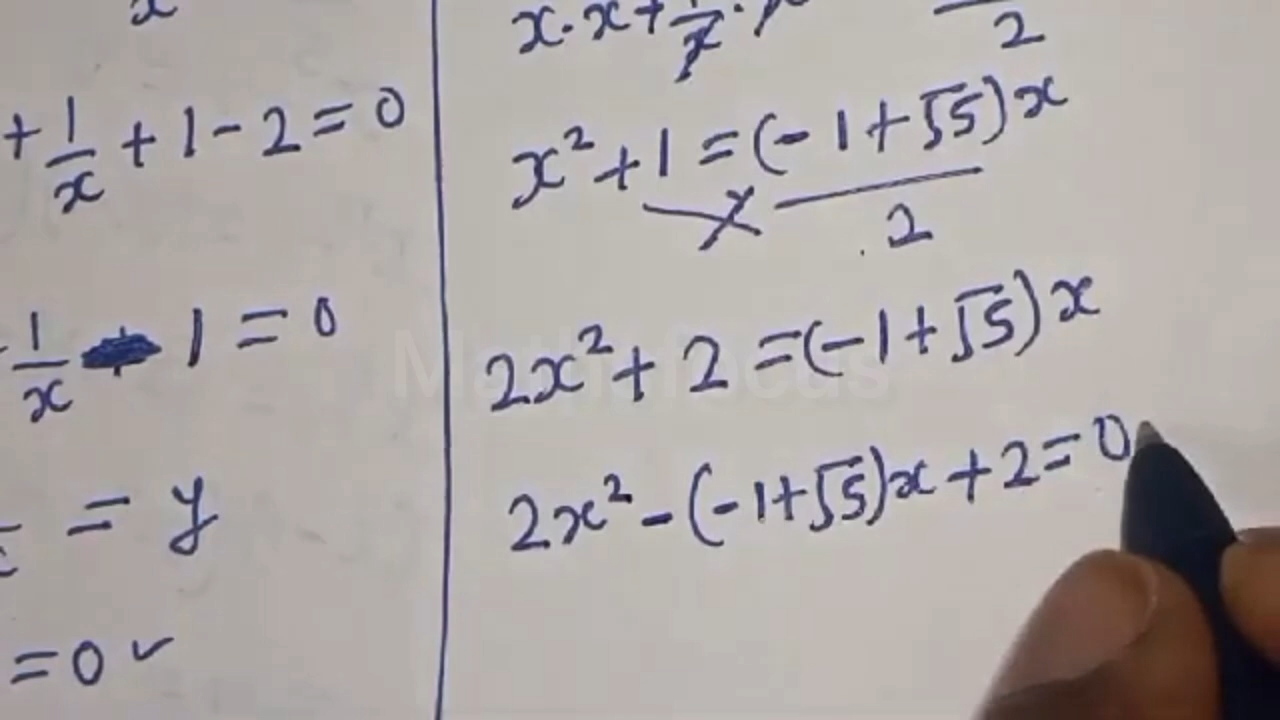 x
+ 1/x + 1 - 2 = 0
1/x - 1 = 0
= y
= 0 ✓
x·x + 1/x · x
2
x² + 1 = (-1+√5)x / 2
2x² + 2 = (-1+√5)x
2x² - (-1+√5)x + 2 = 0